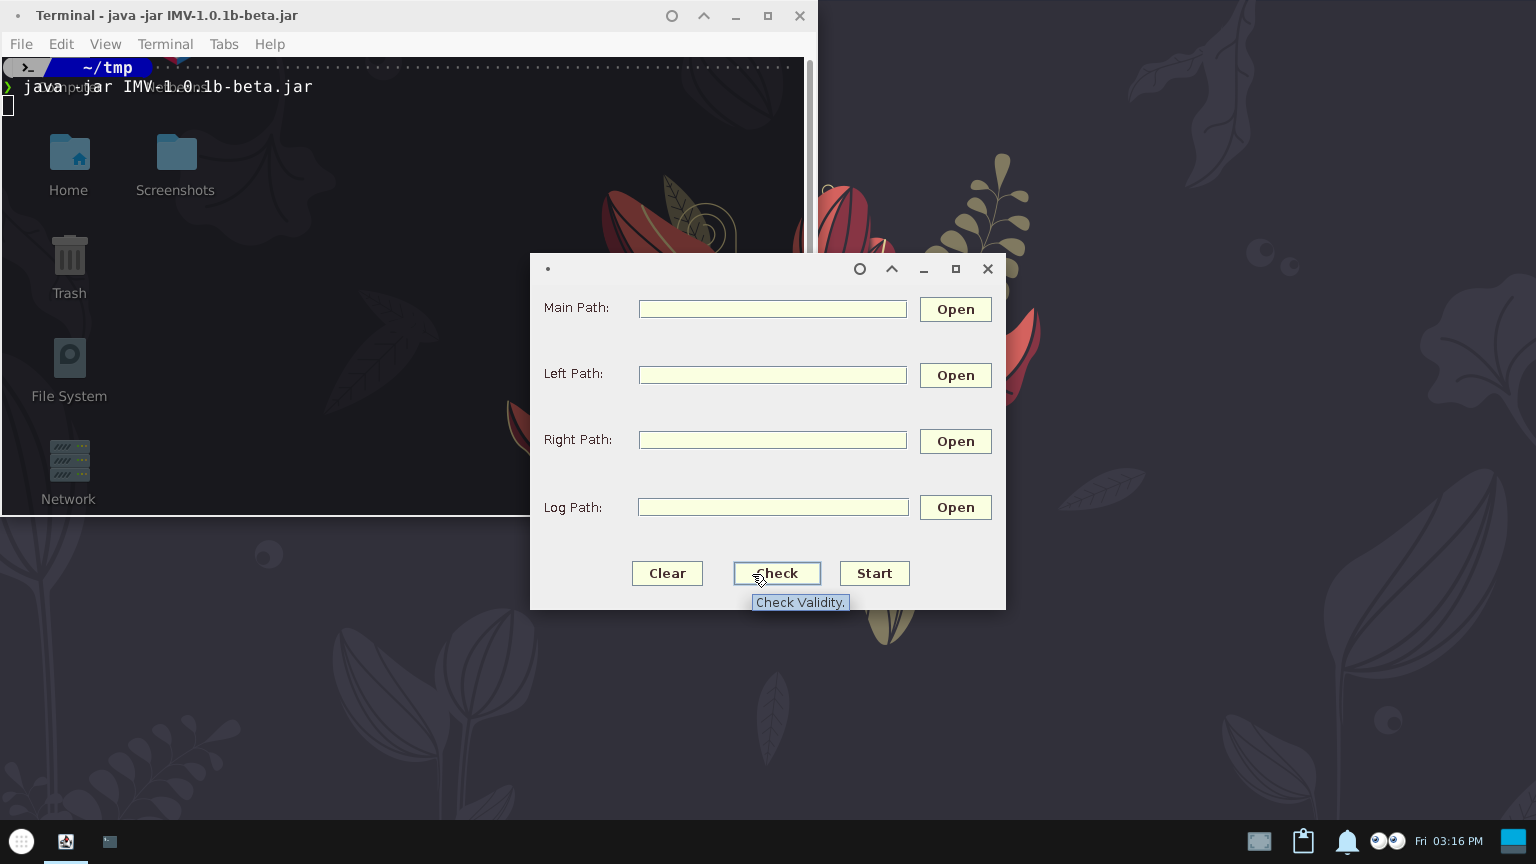 Terminal - java -jar IMV-1.0.1b-beta.jar
File Edit View Terminal Tabs Help
~/tmp
java -jar IMV-1.0.1b-beta.jar
Home
Screenshots
Trash
File System
Network
Main Path:
Open
Left Path:
Open
Right Path:
Open
Log Path:
Open
Clear
Check
Start
Check Validity.
Fri 03:16 PM